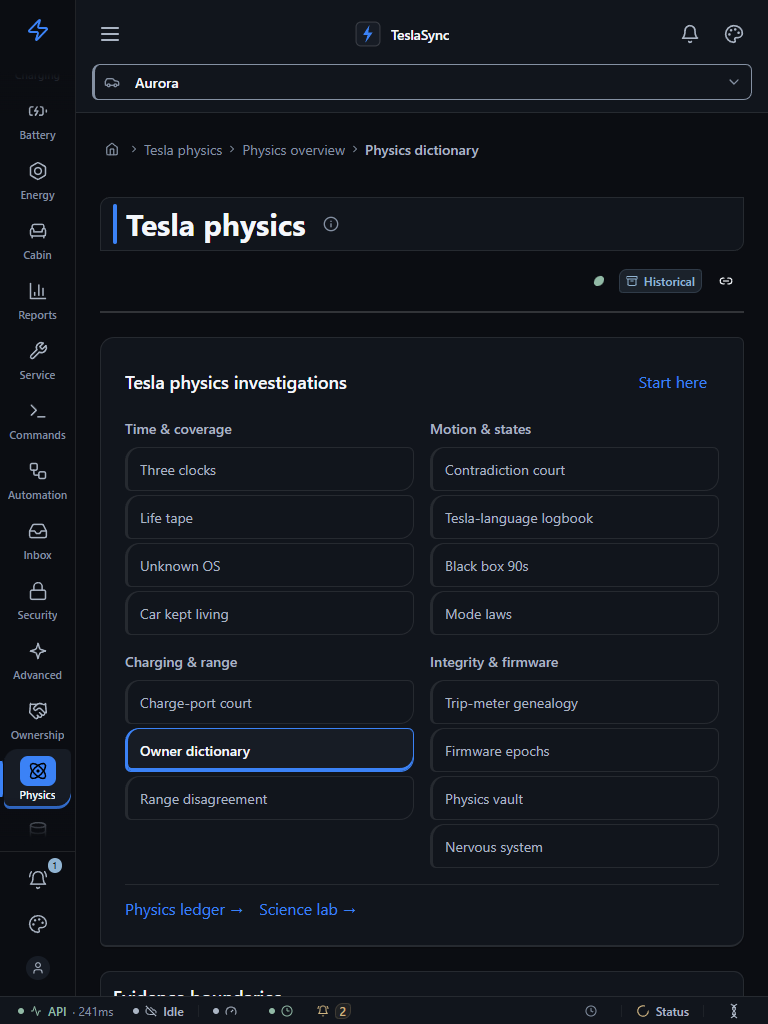 TeslaSync
Aurora
Charging
Battery
Energy
Cabin
Reports
Service
Commands
Automation
Inbox
Security
Advanced
Ownership
Physics
1
Tesla physics
Physics overview
Physics dictionary
Tesla physics
Historical
Tesla physics investigations
Start here
Time & coverage
Three clocks
Life tape
Unknown OS
Car kept living
Motion & states
Contradiction court
Tesla-language logbook
Black box 90s
Mode laws
Charging & range
Charge-port court
Owner dictionary
Range disagreement
Integrity & firmware
Trip-meter genealogy
Firmware epochs
Physics vault
Nervous system
Physics ledger →
Science lab →
Evidence boundaries
API · 241ms
Idle
2
Status